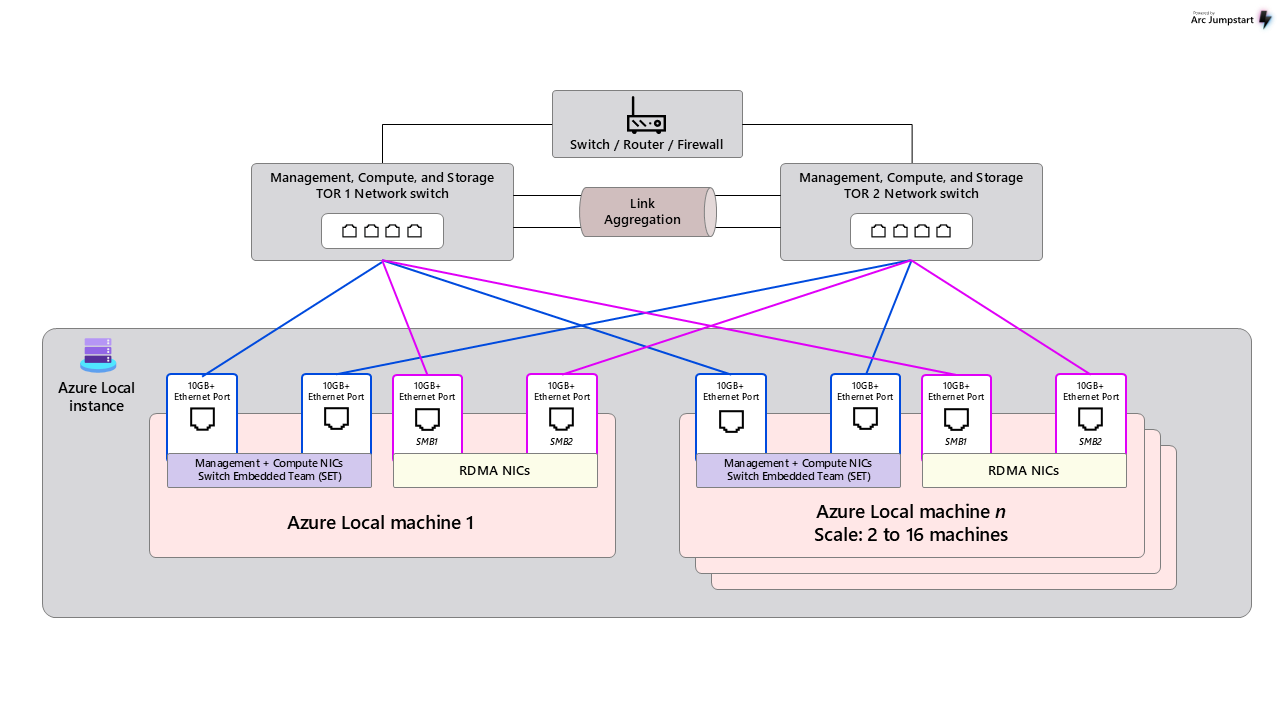 Powered by
Arc Jumpstart
Switch / Router / Firewall
Management, Compute, and Storage
TOR 1 Network switch
Link
Aggregation
Management, Compute, and Storage
TOR 2 Network switch
Azure Local
instance
10GB+
Ethernet Port
10GB+
Ethernet Port
10GB+
Ethernet Port
SMB1
10GB+
Ethernet Port
SMB2
Management + Compute NICs
Switch Embedded Team (SET)
RDMA NICs
Azure Local machine 1
10GB+
Ethernet Port
10GB+
Ethernet Port
10GB+
Ethernet Port
SMB1
10GB+
Ethernet Port
SMB2
Management + Compute NICs
Switch Embedded Team (SET)
RDMA NICs
Azure Local machine n
Scale: 2 to 16 machines